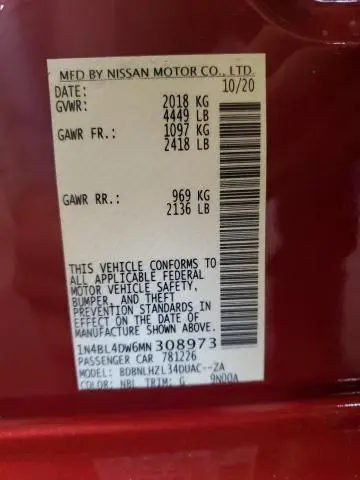 MFD BY NISSAN MOTOR CO., LTD.
DATE: 10/20
GVWR: 2018 KG
4449 LB
GAWR FR.: 1097 KG
2418 LB
GAWR RR.: 969 KG
2136 LB
THIS VEHICLE CONFORMS TO
ALL APPLICABLE FEDERAL
MOTOR VEHICLE SAFETY,
BUMPER, AND THEFT
PREVENTION STANDARDS IN
EFFECT ON THE DATE OF
MANUFACTURE SHOWN ABOVE.
1N4BL4DW6MN308973
PASSENGER CAR 781226
MODEL: BDBNLHZL34DUAC--ZA
COLOR: NBL TRIM: G 9N00A